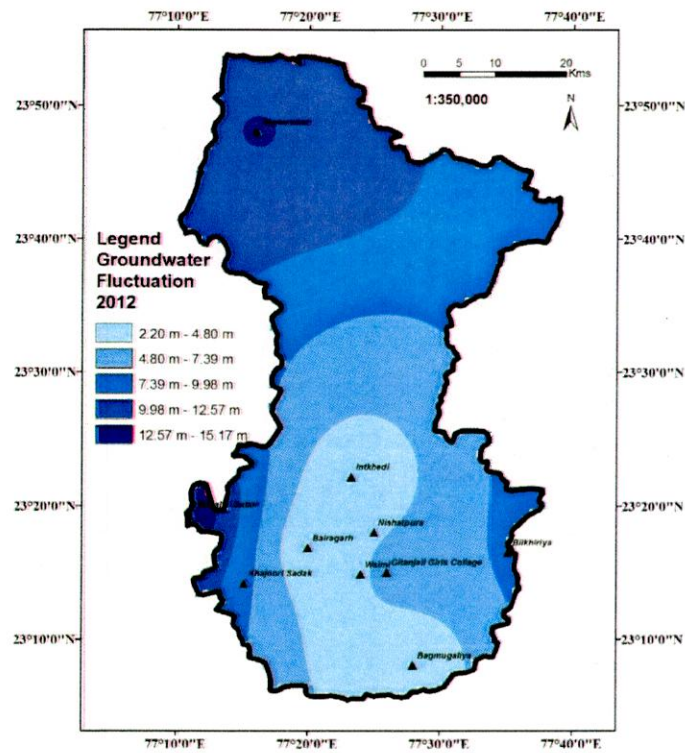 77°10'0"E 77°20'0"E 77°30'0"E 77°40'0"E
0 5 10 20
Kms
1:350,000
N
23°50'0"N 23°50'0"N
23°40'0"N 23°40'0"N
Legend
Groundwater
Fluctuation
2012
2.20 m - 4.80 m
4.80 m - 7.39 m
7.39 m - 9.98 m
9.98 m - 12.57 m
12.57 m - 15.17 m
23°30'0"N 23°30'0"N
Intkhedi
23°20'0"N 23°20'0"N
Nishatpura
Bairagarh
Bilkhiriya
Walmi Gitanjali Girls Collage
Khajoori Sadak
23°10'0"N 23°10'0"N
Bagmugaliya
77°10'0"E 77°20'0"E 77°30'0"E 77°40'0"E